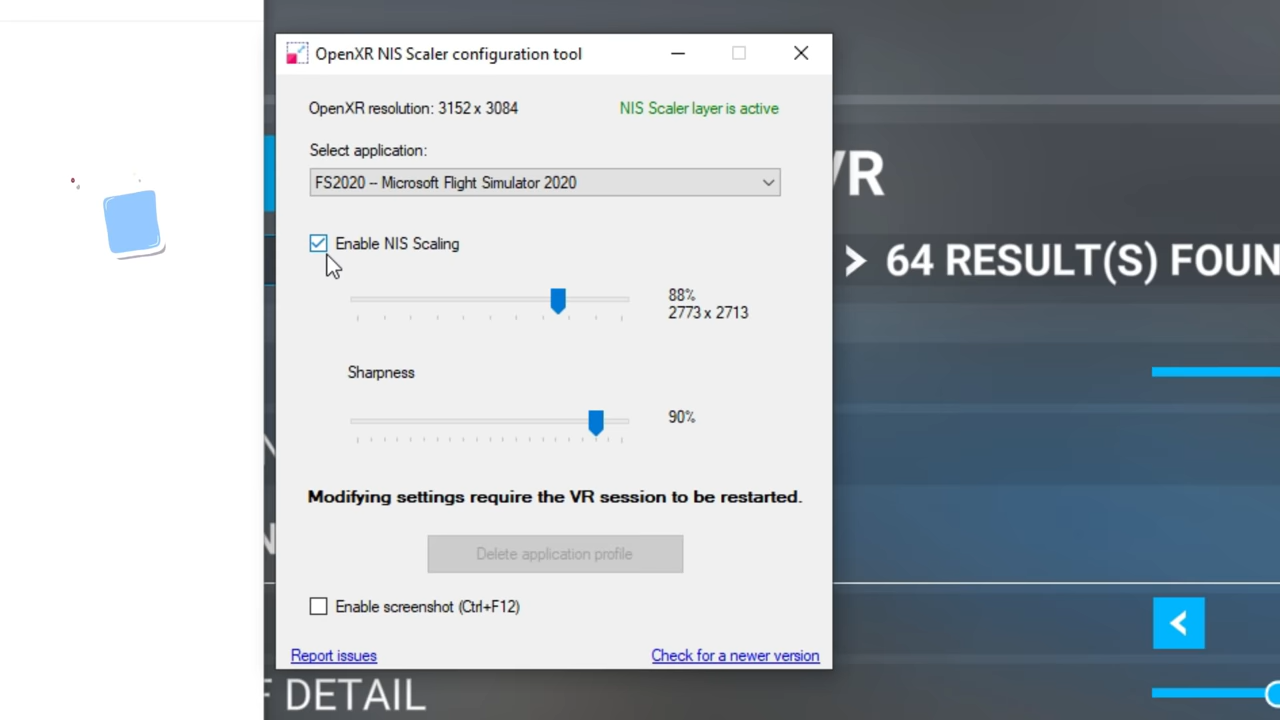 OpenXR NIS Scaler configuration tool
OpenXR resolution: 3152 x 3084
NIS Scaler layer is active
Select application:
FS2020 -- Microsoft Flight Simulator 2020
Enable NIS Scaling
88%
2773 x 2713
Sharpness
90%
Modifying settings require the VR session to be restarted.
Delete application profile
Enable screenshot (Ctrl+F12)
Report issues
Check for a newer version
VR
> 64 RESULT(S) FOUN
F DETAIL